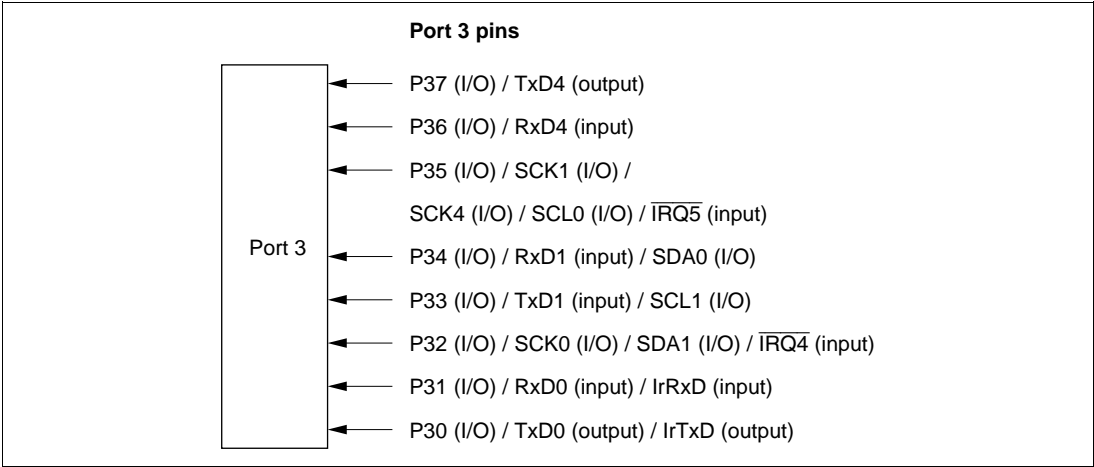 Port 3 pins
P37 (I/O) / TxD4 (output)
P36 (I/O) / RxD4 (input)
P35 (I/O) / SCK1 (I/O) /
SCK4 (I/O) / SCL0 (I/O) / I̅R̅Q̅5̅ (input)
Port 3
P34 (I/O) / RxD1 (input) / SDA0 (I/O)
P33 (I/O) / TxD1 (input) / SCL1 (I/O)
P32 (I/O) / SCK0 (I/O) / SDA1 (I/O) / I̅R̅Q̅4̅ (input)
P31 (I/O) / RxD0 (input) / IrRxD (input)
P30 (I/O) / TxD0 (output) / IrTxD (output)